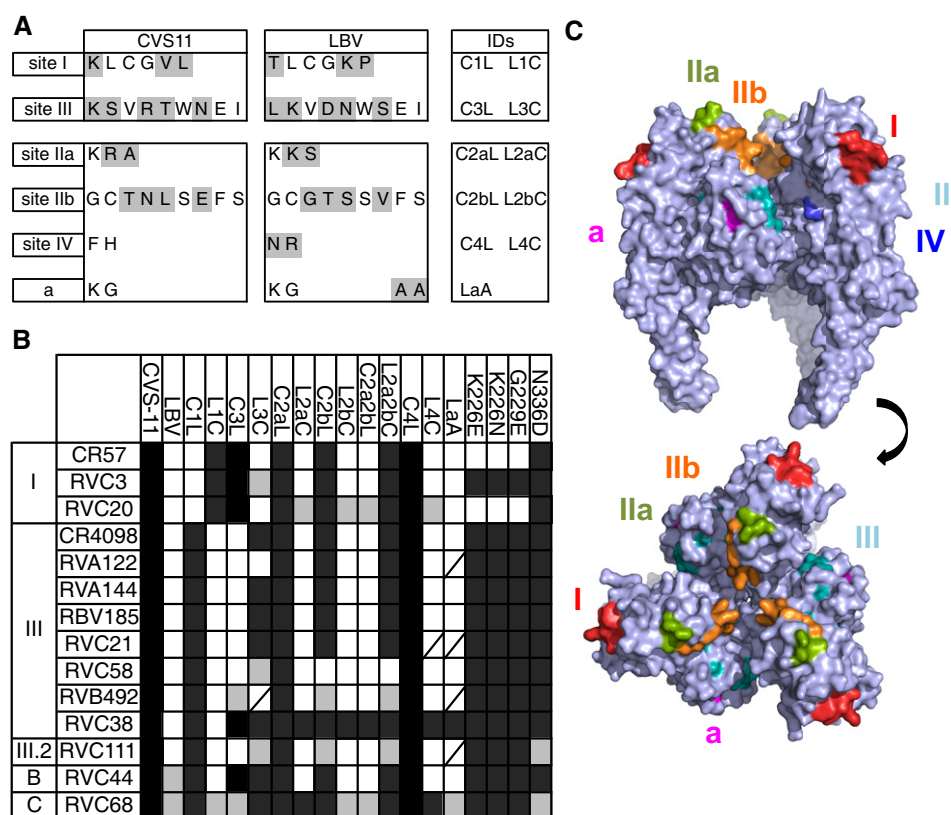 A
CVS11 LBV IDs
site I K L C G V L T L C G K P C1L L1C
site III K S V R T W N E I L K V D N W S E I C3L L3C
site IIa K R A K K S C2aL L2aC
site IIb G C T N L S E F S G C G T S S V F S C2bL L2bC
site IV F H N R C4L L4C
a K G K G A A LaA
B
CVS-11 LBV C1L L1C C3L L3C C2aL L2aC C2bL L2bC C2a2bL L2a2bC C4L L4C LaA K226E K226N G229E N336D
I
CR57
RVC3
RVC20
III
CR4098
RVA122
RVA144
RBV185
RVC21
RVC58
RVB492
RVC38
III.2 RVC111
B RVC44
C RVC68
C
IIa
IIb
I
II
a
IV
IIb
IIa
III
I
a